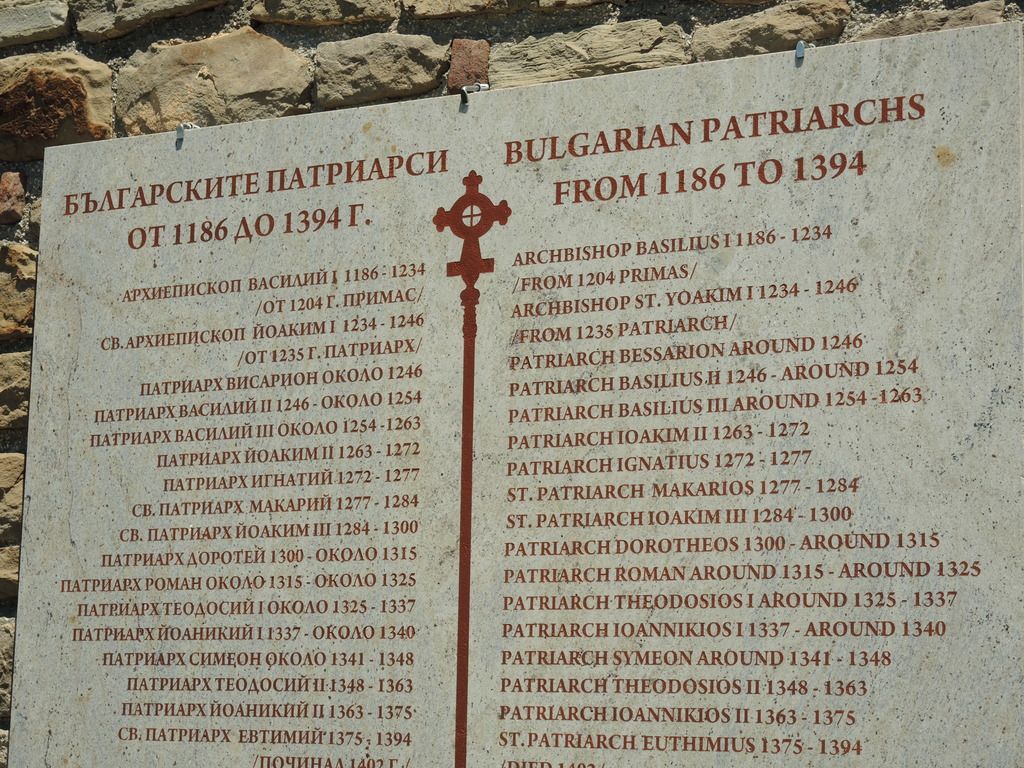 БЪЛГАРСКИТЕ ПАТРИАРСИ
ОТ 1186 ДО 1394 Г.
АРХИЕПИСКОП ВАСИЛИЙ I 1186 - 1234
/ОТ 1204 Г. ПРИМАС/
СВ. АРХИЕПИСКОП ЙОАКИМ I 1234 - 1246
/ОТ 1235 Г. ПАТРИАРХ/
ПАТРИАРХ ВИСАРИОН ОКОЛО 1246
ПАТРИАРХ ВАСИЛИЙ II 1246 - ОКОЛО 1254
ПАТРИАРХ ВАСИЛИЙ III ОКОЛО 1254 -1263
ПАТРИАРХ ЙОАКИМ II 1263 - 1272
ПАТРИАРХ ИГНАТИЙ 1272 - 1277
СВ. ПАТРИАРХ МАКАРИЙ 1277 - 1284
СВ. ПАТРИАРХ ЙОАКИМ III 1284 - 1300
ПАТРИАРХ ДОРОТЕЙ 1300 - ОКОЛО 1315
ПАТРИАРХ РОМАН ОКОЛО 1315 - ОКОЛО 1325
ПАТРИАРХ ТЕОДОСИЙ I ОКОЛО 1325 - 1337
ПАТРИАРХ ЙОАНИКИЙ I 1337 - ОКОЛО 1340
ПАТРИАРХ СИМЕОН ОКОЛО 1341 - 1348
ПАТРИАРХ ТЕОДОСИЙ II 1348 - 1363
ПАТРИАРХ ЙОАНИКИЙ II 1363 - 1375
СВ. ПАТРИАРХ ЕВТИМИЙ 1375 - 1394
/ПОЧИНАЛ 1402 Г./
BULGARIAN PATRIARCHS
FROM 1186 TO 1394
ARCHBISHOP BASILIUS I 1186 - 1234
/FROM 1204 PRIMAS/
ARCHBISHOP ST. YOAKIM I 1234 - 1246
/FROM 1235 PATRIARCH/
PATRIARCH BESSARION AROUND 1246
PATRIARCH BASILIUS II 1246 - AROUND 1254
PATRIARCH BASILIUS III AROUND 1254 -1263
PATRIARCH IOAKIM II 1263 - 1272
PATRIARCH IGNATIUS 1272 - 1277
ST. PATRIARCH MAKARIOS 1277 - 1284
ST. PATRIARCH IOAKIM III 1284 - 1300
PATRIARCH DOROTHEOS 1300 - AROUND 1315
PATRIARCH ROMAN AROUND 1315 - AROUND 1325
PATRIARCH THEODOSIOS I AROUND 1325 - 1337
PATRIARCH IOANNIKIOS I 1337 - AROUND 1340
PATRIARCH SYMEON AROUND 1341 - 1348
PATRIARCH THEODOSIOS II 1348 - 1363
PATRIARCH IOANNIKIOS II 1363 - 1375
ST. PATRIARCH EUTHIMIUS 1375 - 1394
/DIED 1402/